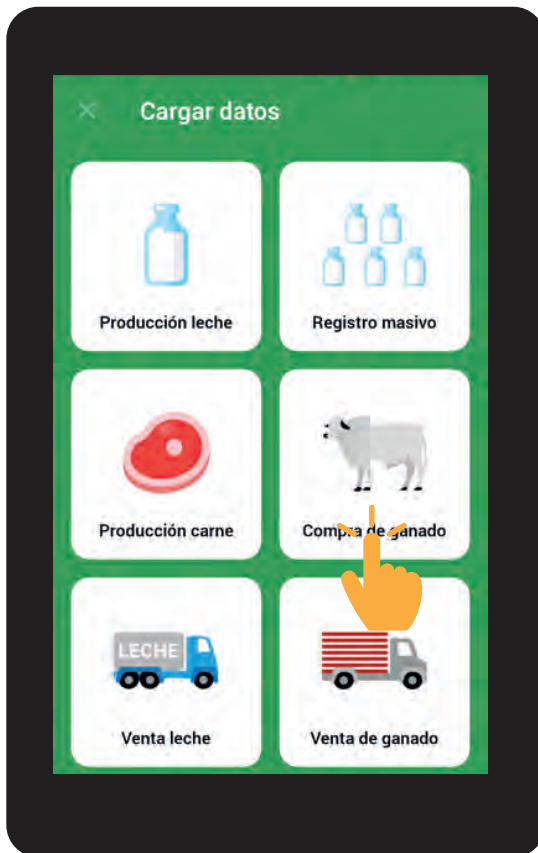 Cargar datos
Producción leche
Registro masivo
Producción carne
Compra de ganado
LECHE
Venta leche
Venta de ganado